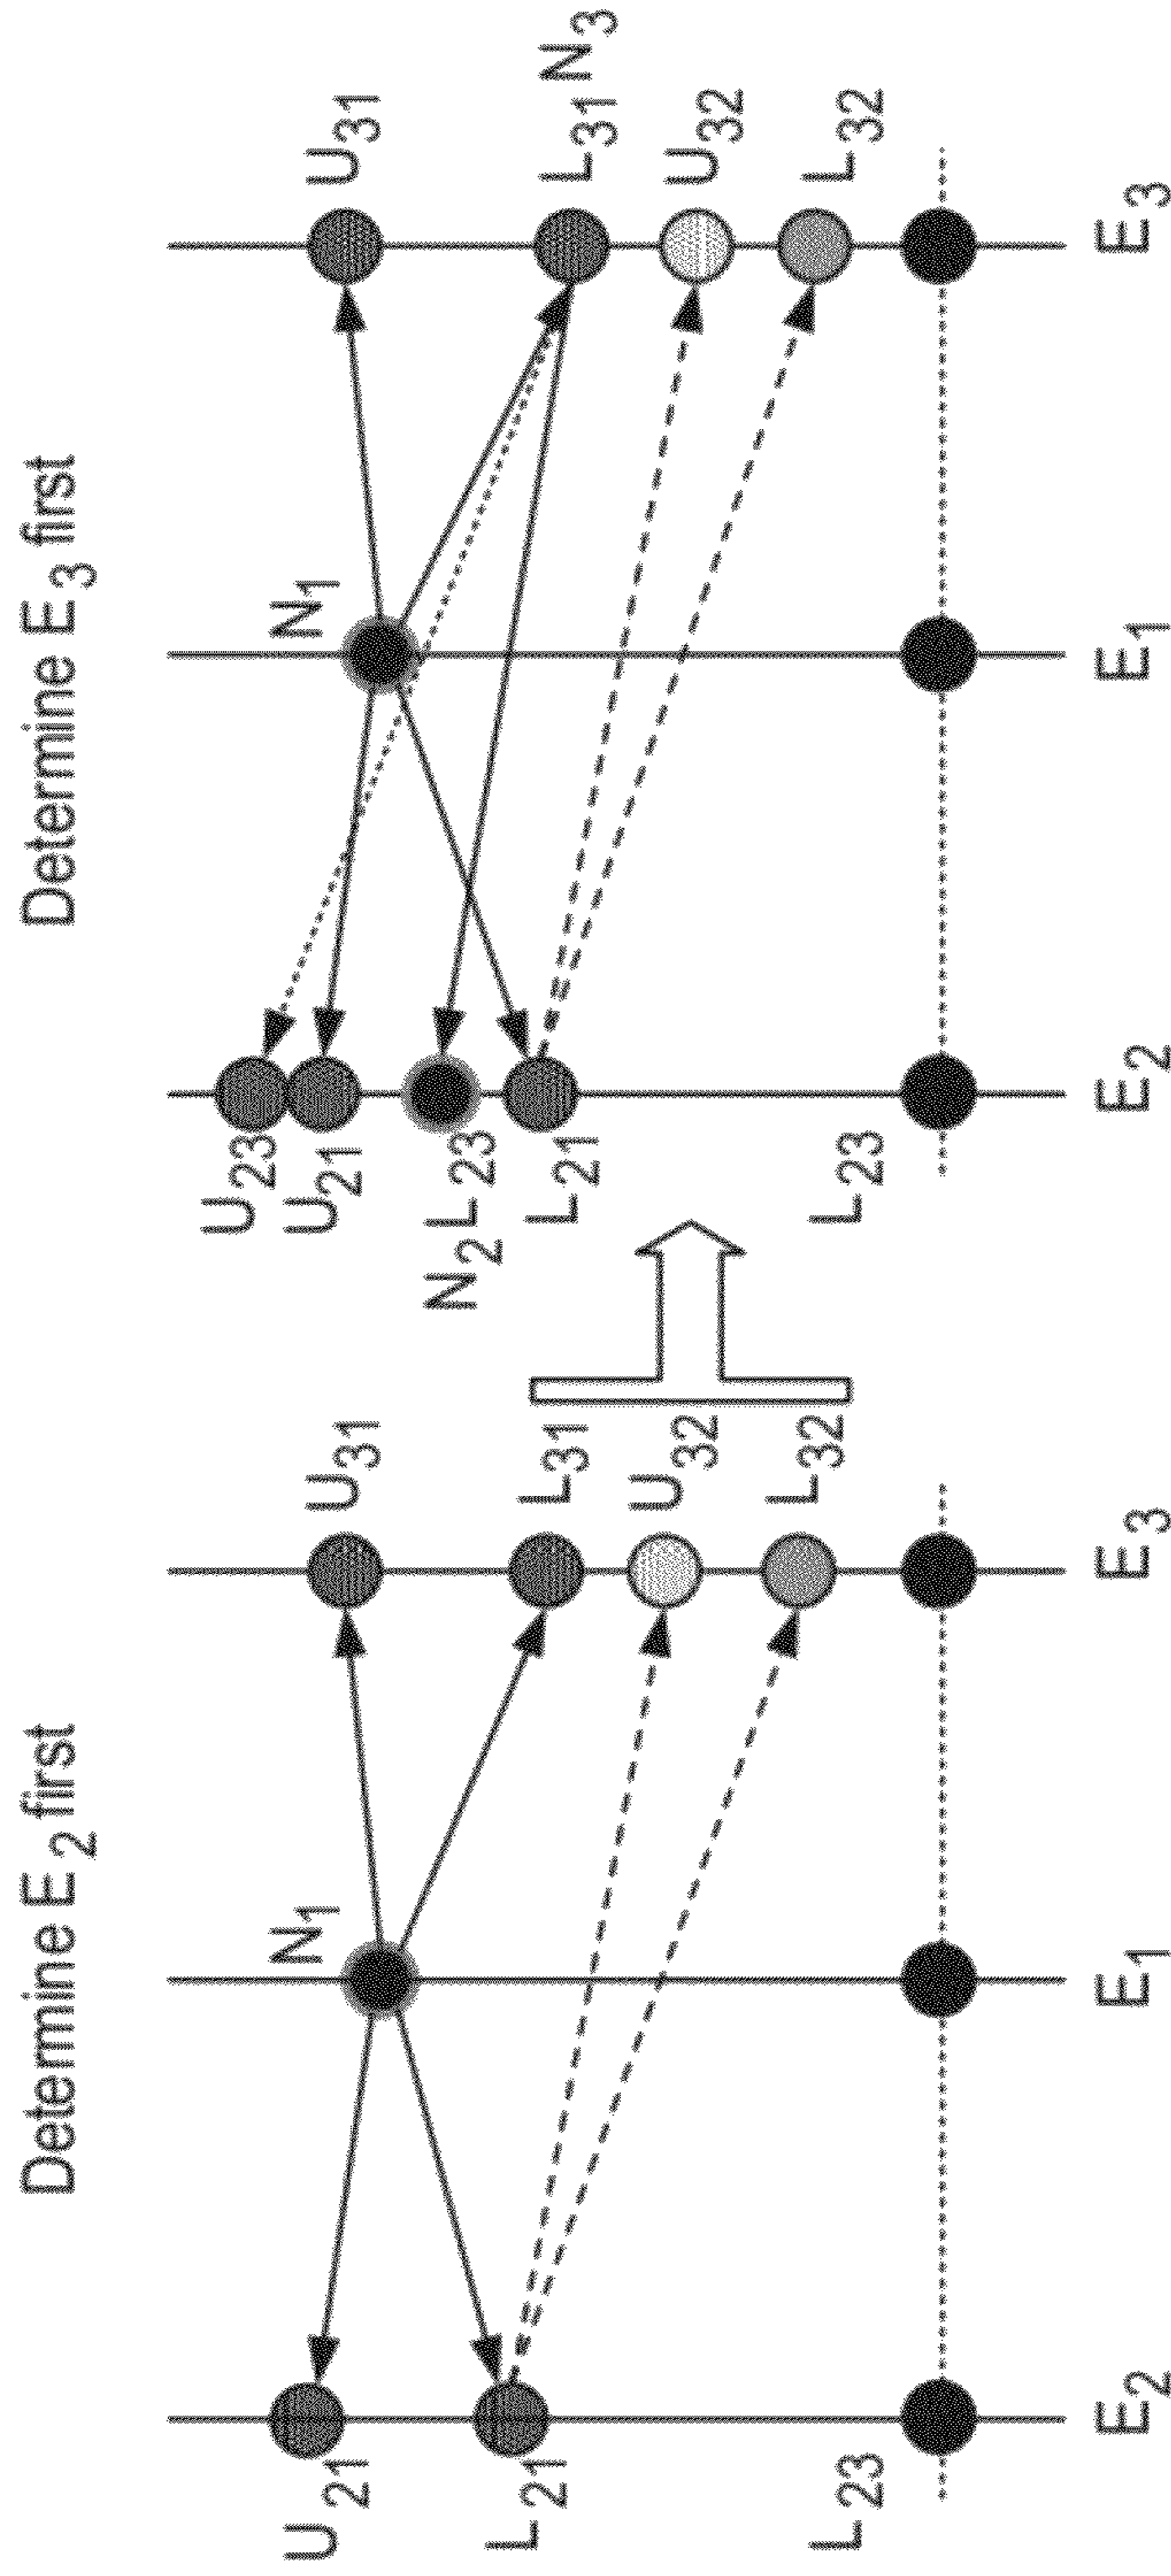 Determine E₂ first
N₁
U₂₁
L₂₁
L₂₃
U₃₁
L₃₁
U₃₂
L₃₂
E₂
E₁
E₃
Determine E₃ first
N₁
U₂₃
U₂₁
N₂ L₂₃
L₂₁
L₂₃
U₃₁
L₃₁ N₃
U₃₂
L₃₂
E₂
E₁
E₃